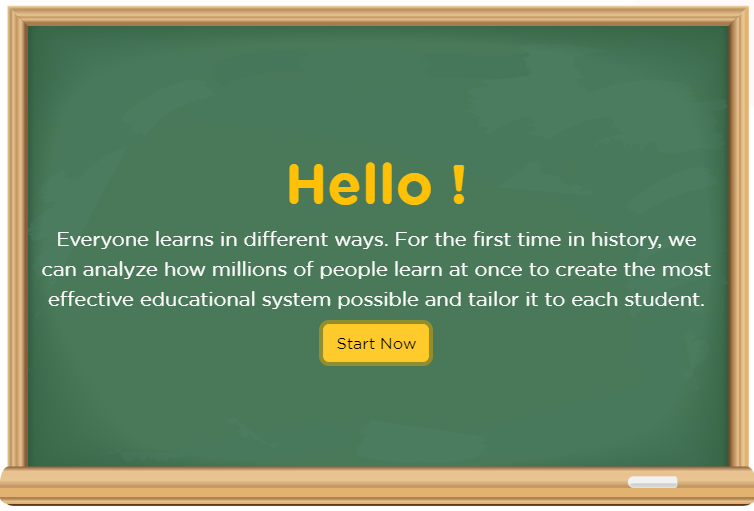 Hello !
Everyone learns in different ways. For the first time in history, we
can analyze how millions of people learn at once to create the most
effective educational system possible and tailor it to each student.
Start Now